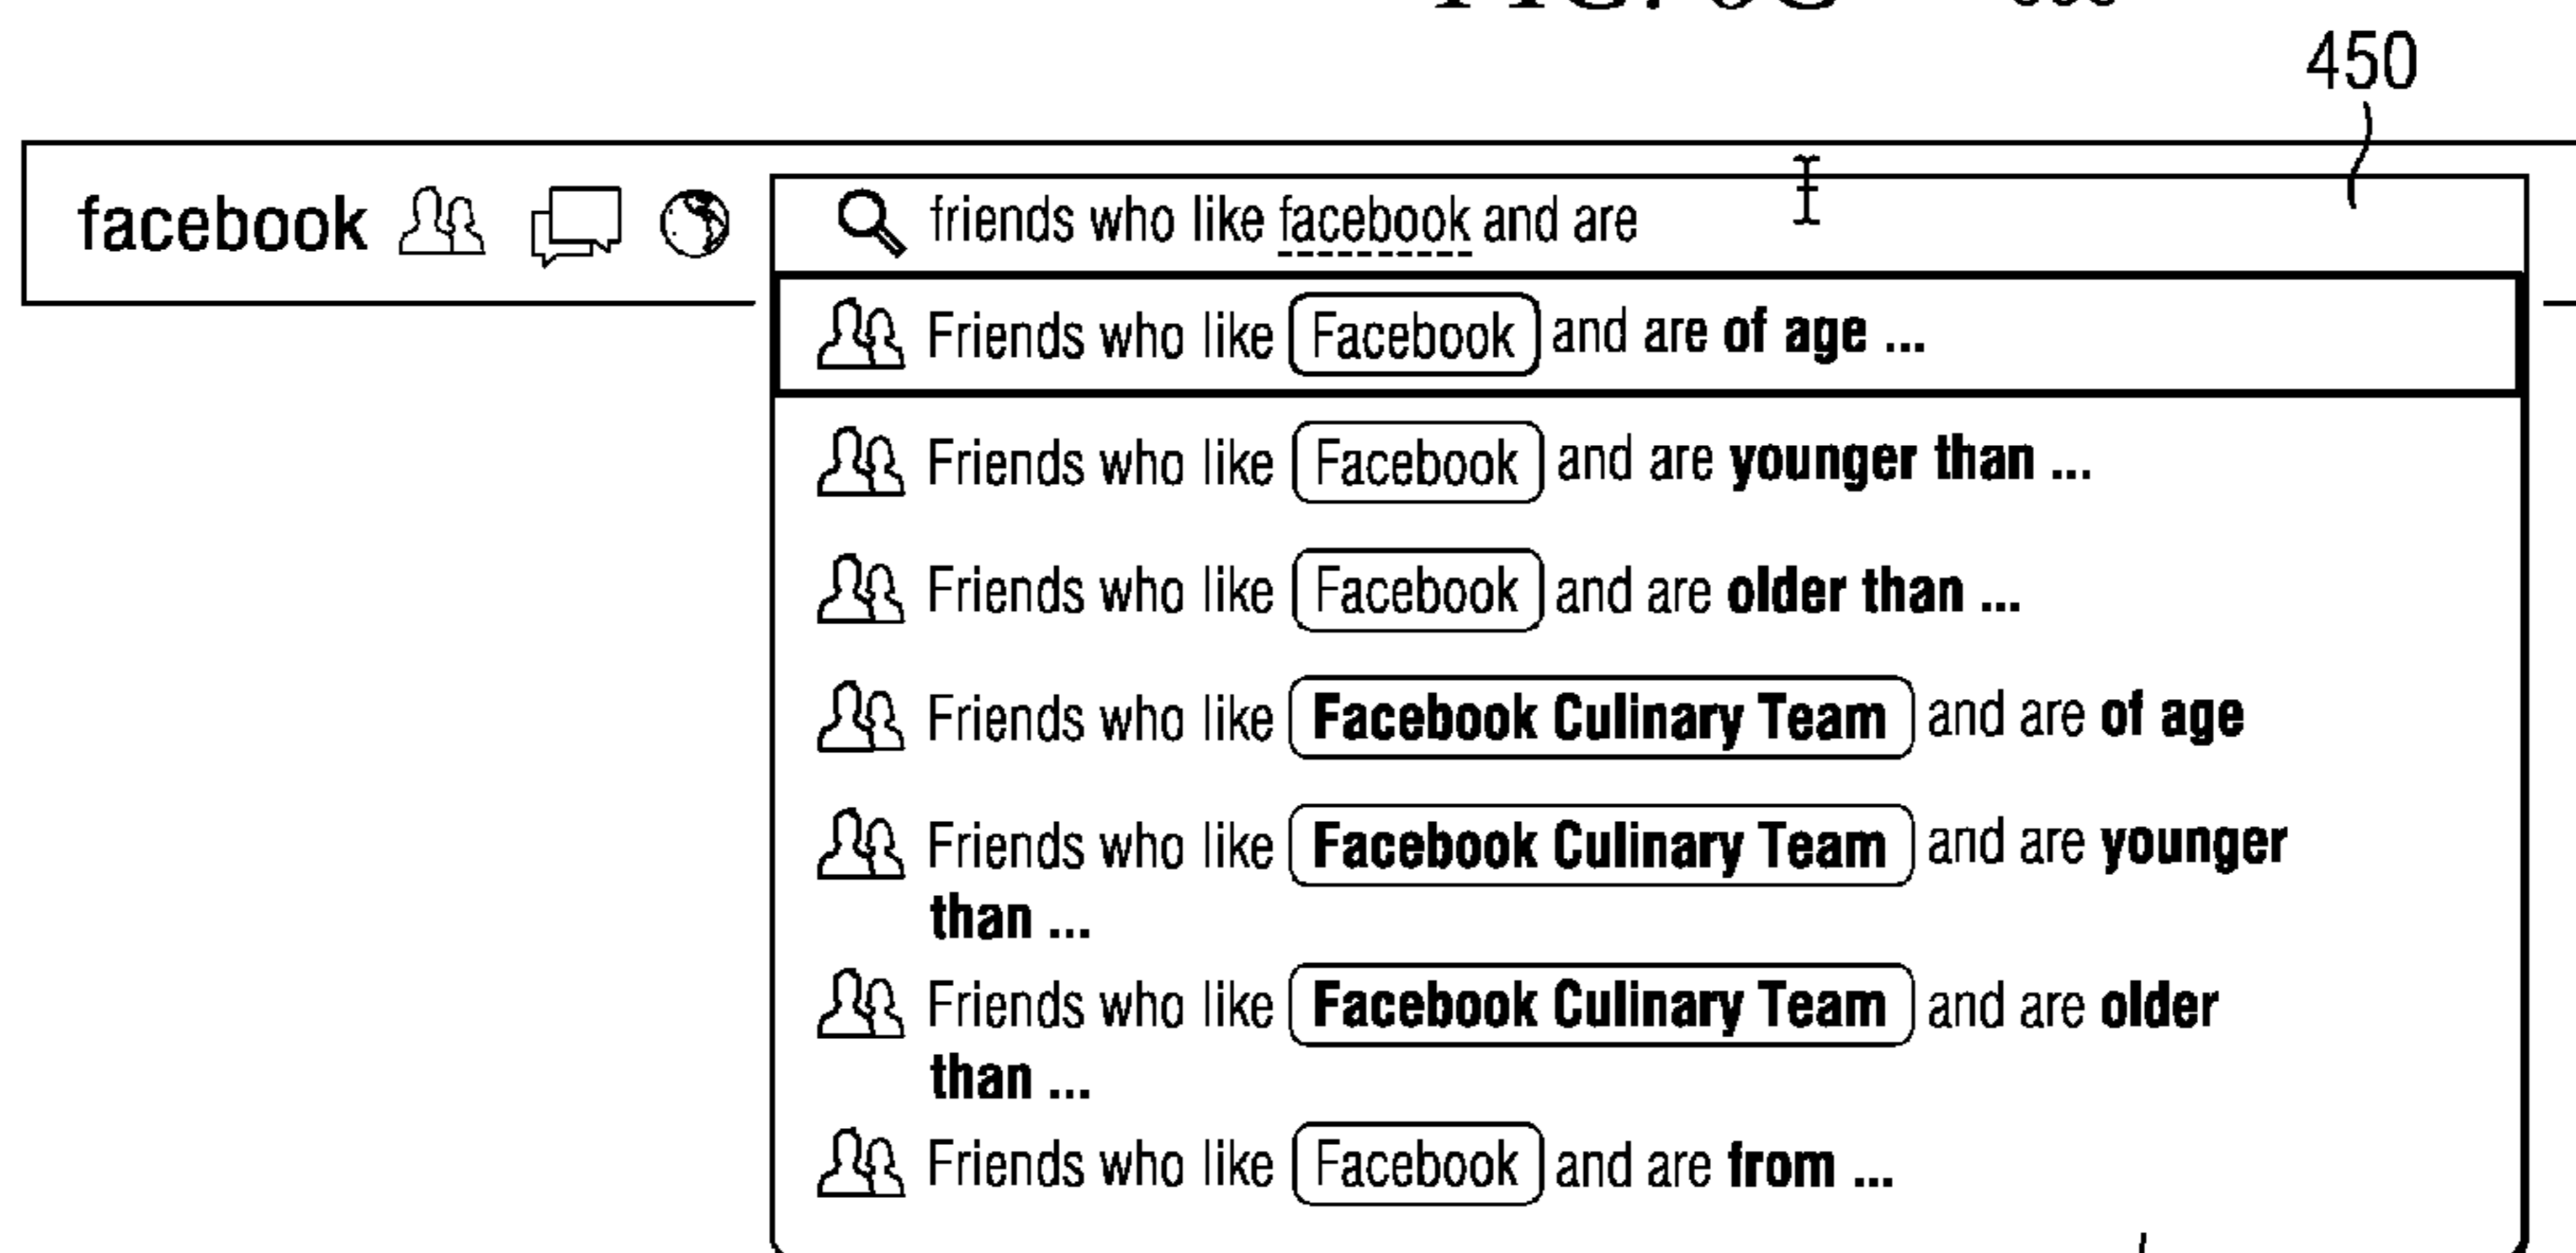 450
facebook
friends who like facebook and are
Friends who like Facebook and are of age ...
Friends who like Facebook and are younger than ...
Friends who like Facebook and are older than ...
Friends who like Facebook Culinary Team and are of age
Friends who like Facebook Culinary Team and are younger
than ...
Friends who like Facebook Culinary Team and are older
than ...
Friends who like Facebook and are from ...